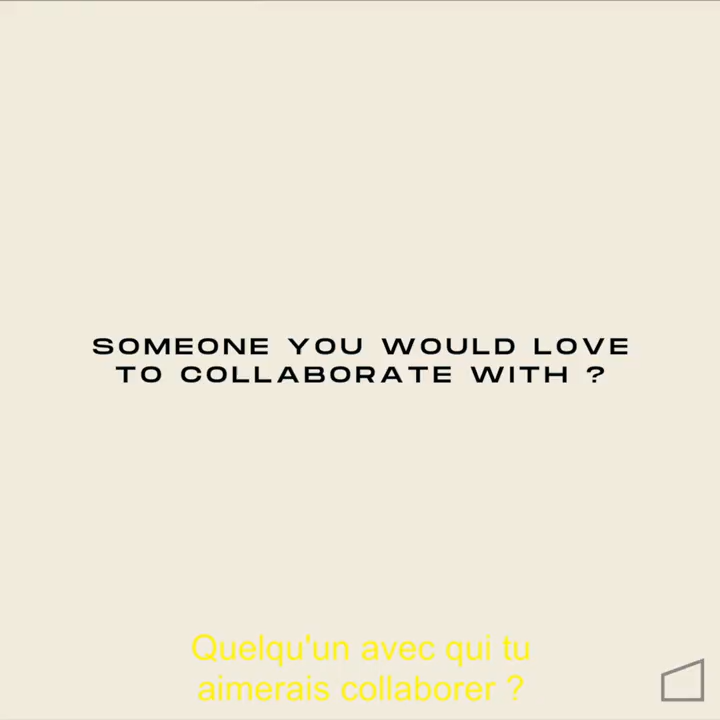 SOMEONE YOU WOULD LOVE
TO COLLABORATE WITH ?
Quelqu'un avec qui tu
aimerais collaborer ?